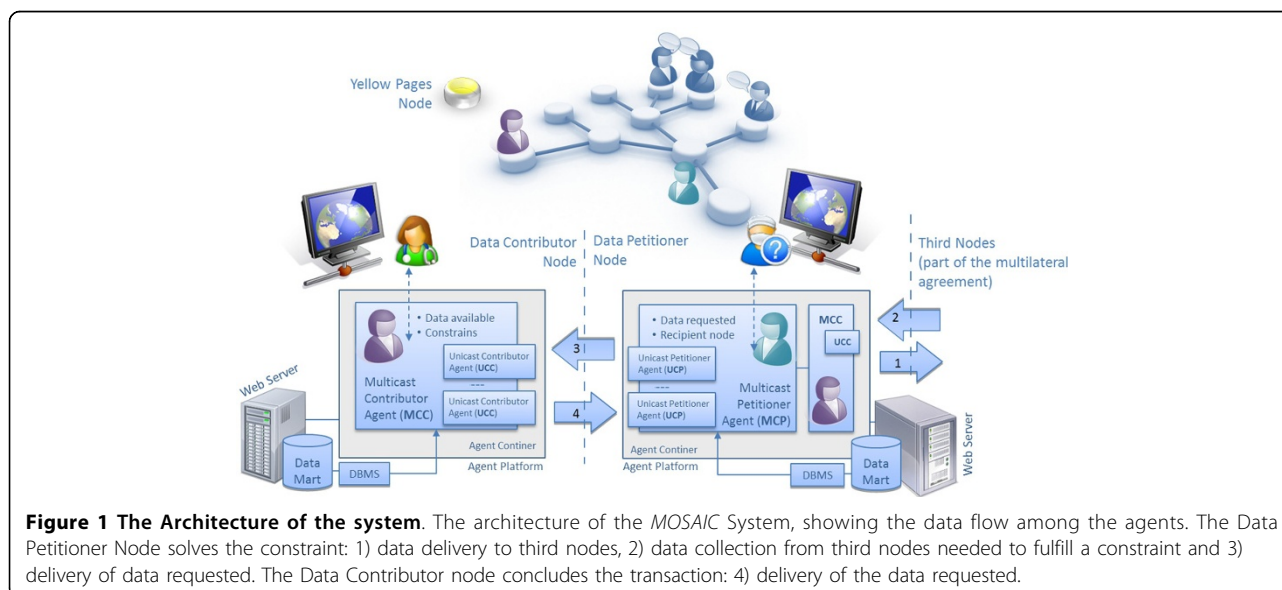 Yellow Pages
Node
Data Contributor
Node
Data Petitioner
Node
Third Nodes
(part of the multilateral
agreement)
• Data available
• Constrains
Unicast Contributor
Agent (UCC)
---
Unicast Contributor
Agent (UCC)
Multicast
Contributor
Agent (MCC)
Agent Continer
Agent Platform
Web Server
Data
Mart
DBMS
3
4
• Data requested
• Recipient node
Unicast Petitioner
Agent (UCP)
---
Unicast Petitioner
Agent (UCP)
Multicast
Petitioner
Agent (MCP)
MCC
UCC
Agent Continer
Agent Platform
2
1
DBMS
Data
Mart
Web Server
Figure 1 The Architecture of the system. The architecture of the MOSAIC System, showing the data flow among the agents. The Data
Petitioner Node solves the constraint: 1) data delivery to third nodes, 2) data collection from third nodes needed to fulfill a constraint and 3)
delivery of data requested. The Data Contributor node concludes the transaction: 4) delivery of the data requested.